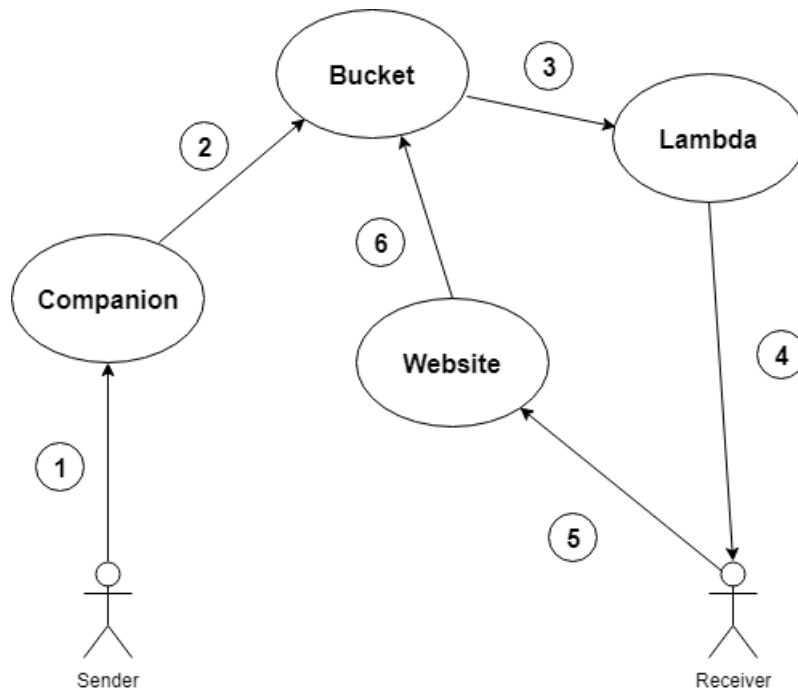 Bucket
3
Lambda
2
6
Companion
Website
4
1
5
Sender
Receiver